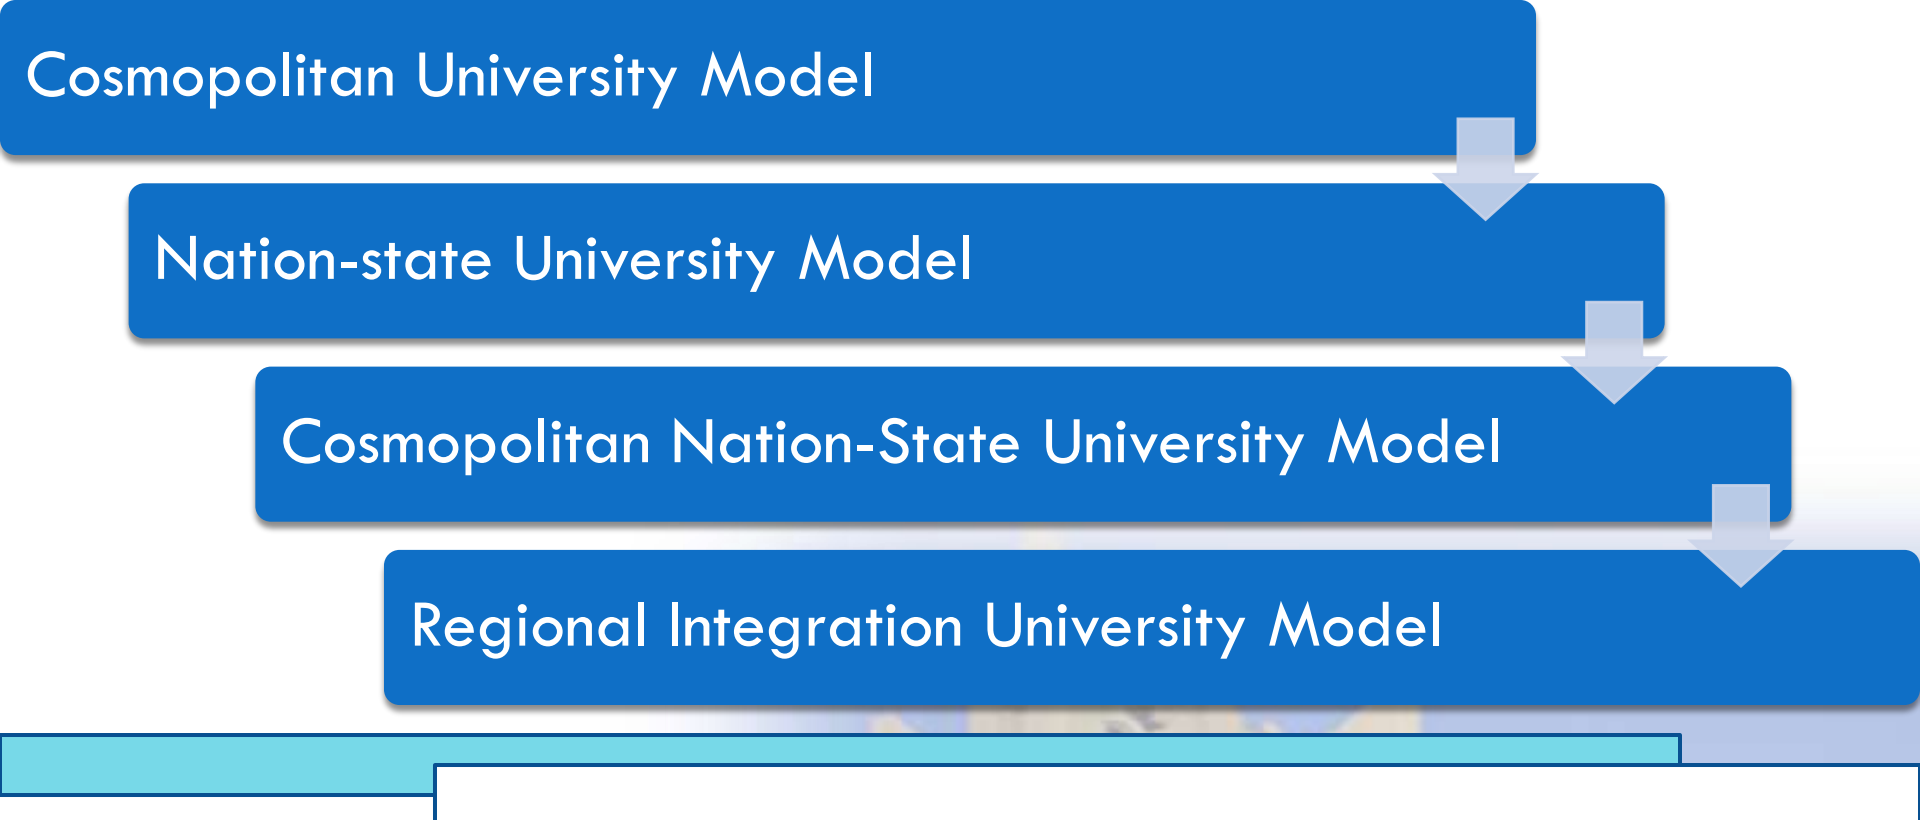 Cosmopolitan University Model
Nation-state University Model
Cosmopolitan Nation-State University Model
Regional Integration University Model